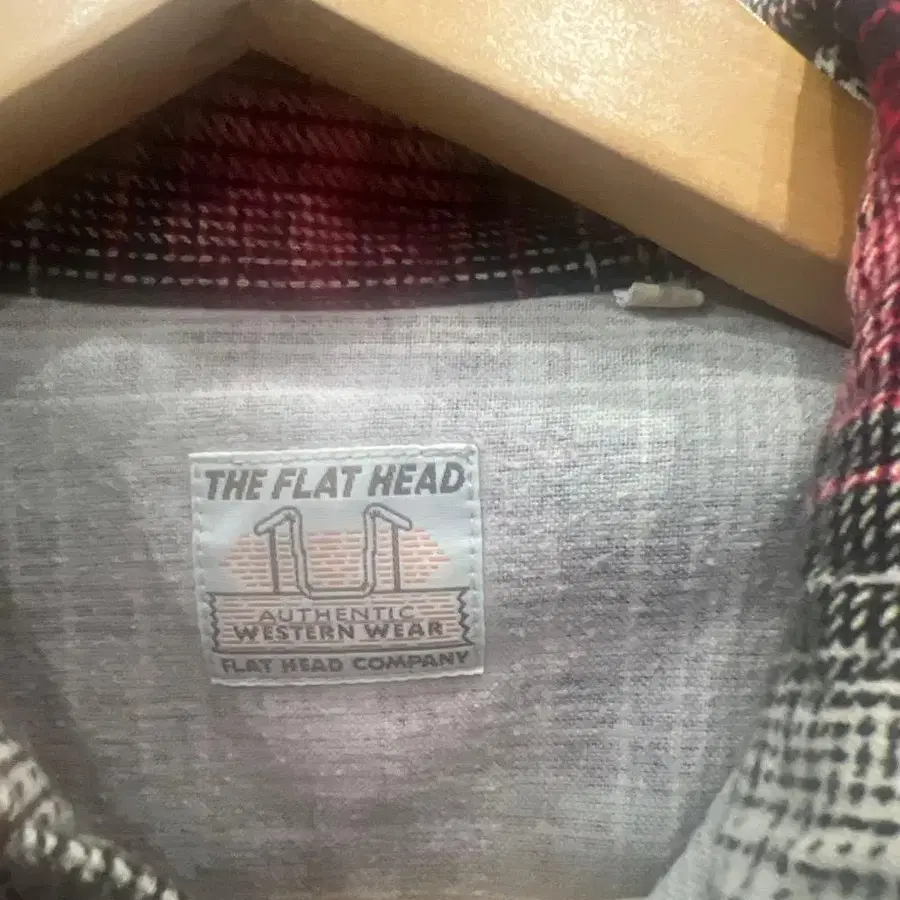 THE FLAT HEAD
AUTHENTIC
WESTERN WEAR
FLAT HEAD COMPANY